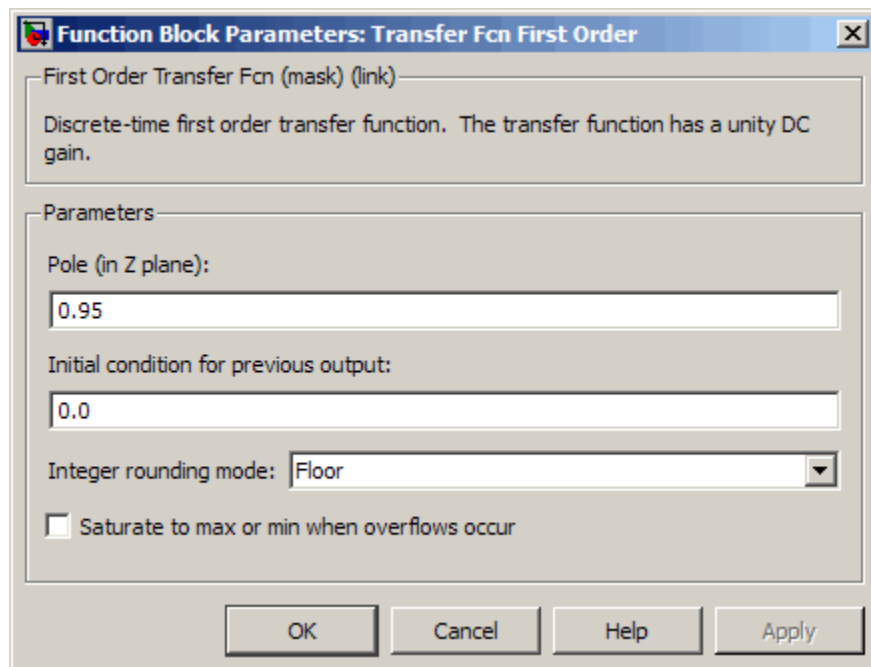 Function Block Parameters: Transfer Fcn First Order
First Order Transfer Fcn (mask) (link)
Discrete-time first order transfer function.  The transfer function has a unity DC
gain.
Parameters
Pole (in Z plane):
0.95
Initial condition for previous output:
0.0
Integer rounding mode: Floor
Saturate to max or min when overflows occur
OK Cancel Help Apply